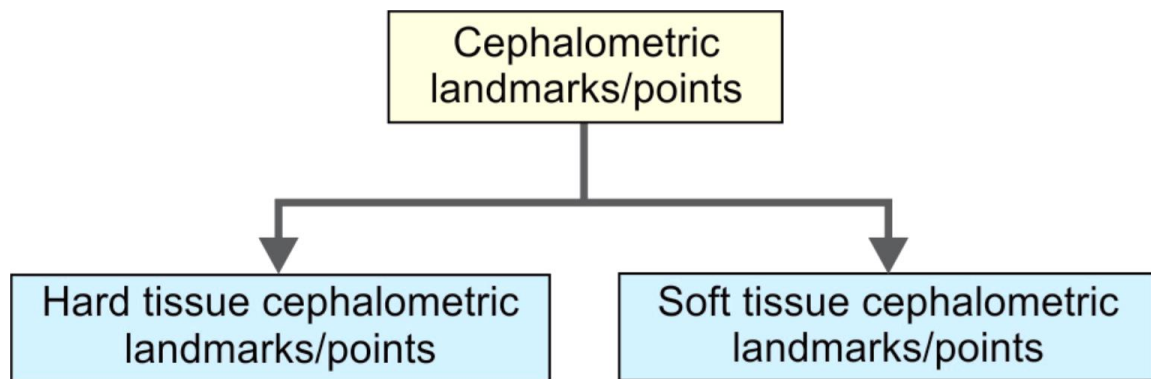 Cephalometric
landmarks/points
Hard tissue cephalometric
landmarks/points
Soft tissue cephalometric
landmarks/points